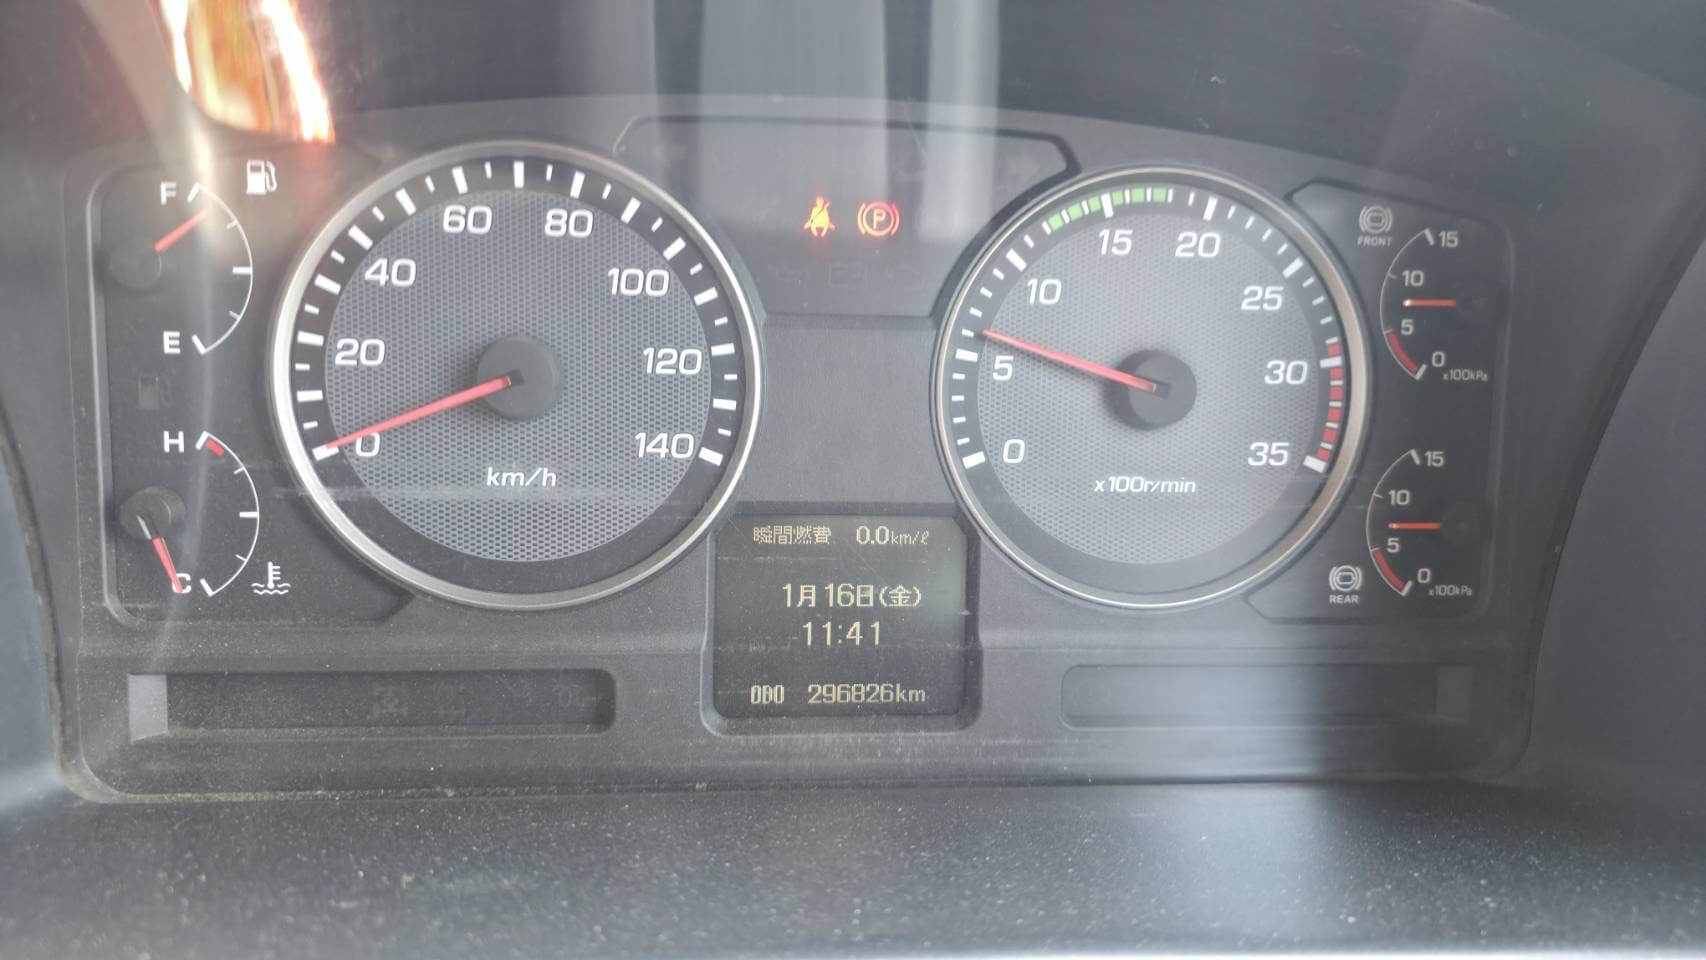 F
E
H
C
0
20
40
60
80
100
120
140
km/h
P
瞬間燃費 0.0km/ℓ
1月16日(金)
11:41
ODO 296826km
0
5
10
15
20
25
30
35
x100r/min
FRONT
15
10
5
0
x100kPa
15
10
5
0
x100kPa
REAR